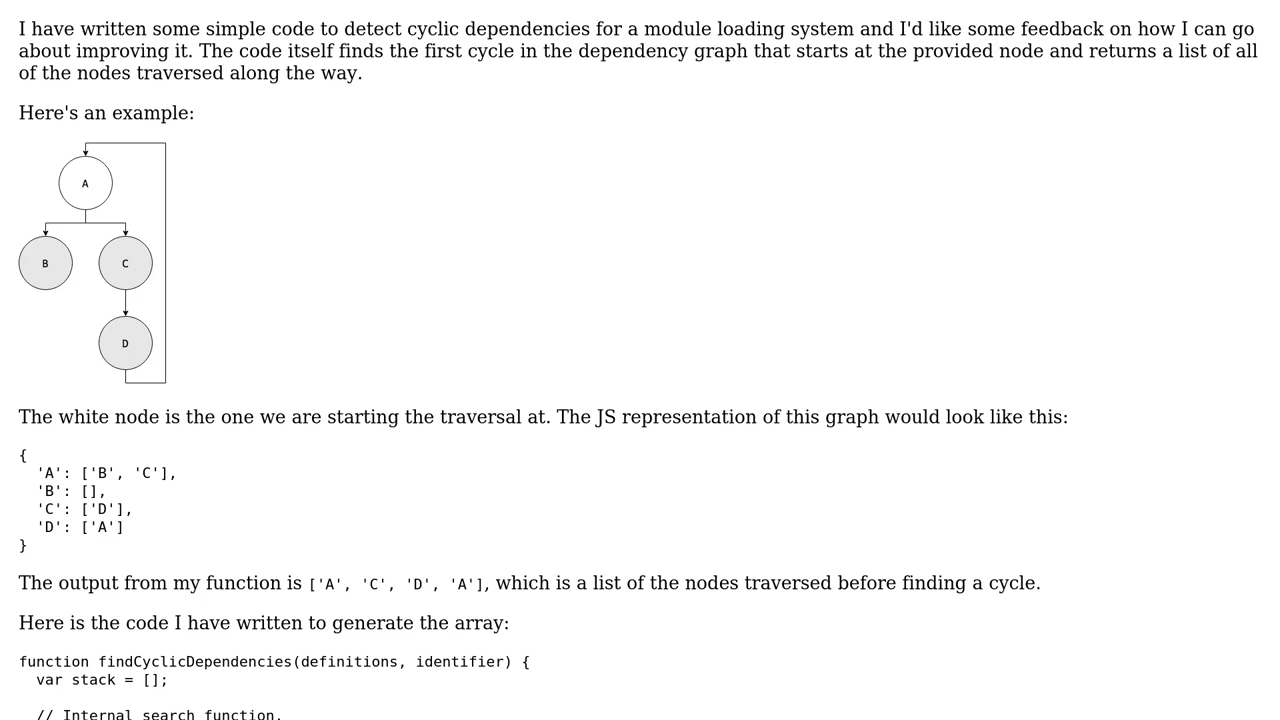 I have written some simple code to detect cyclic dependencies for a module loading system and I'd like some feedback on how I can go
about improving it. The code itself finds the first cycle in the dependency graph that starts at the provided node and returns a list of all
of the nodes traversed along the way.
Here's an example:
A
B C
D
The white node is the one we are starting the traversal at. The JS representation of this graph would look like this:
{
  'A': ['B', 'C'],
  'B': [],
  'C': ['D'],
  'D': ['A']
}
The output from my function is ['A', 'C', 'D', 'A'], which is a list of the nodes traversed before finding a cycle.
Here is the code I have written to generate the array:
function findCyclicDependencies(definitions, identifier) {
  var stack = [];
  // Internal search function.